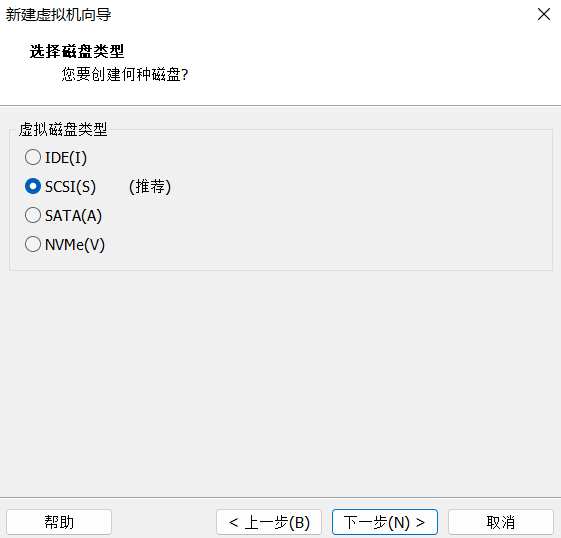 新建虚拟机向导
选择磁盘类型
您要创建何种磁盘?
虚拟磁盘类型
IDE(I)
SCSI(S) (推荐)
SATA(A)
NVMe(V)
帮助 < 上一步(B) 下一步(N) > 取消